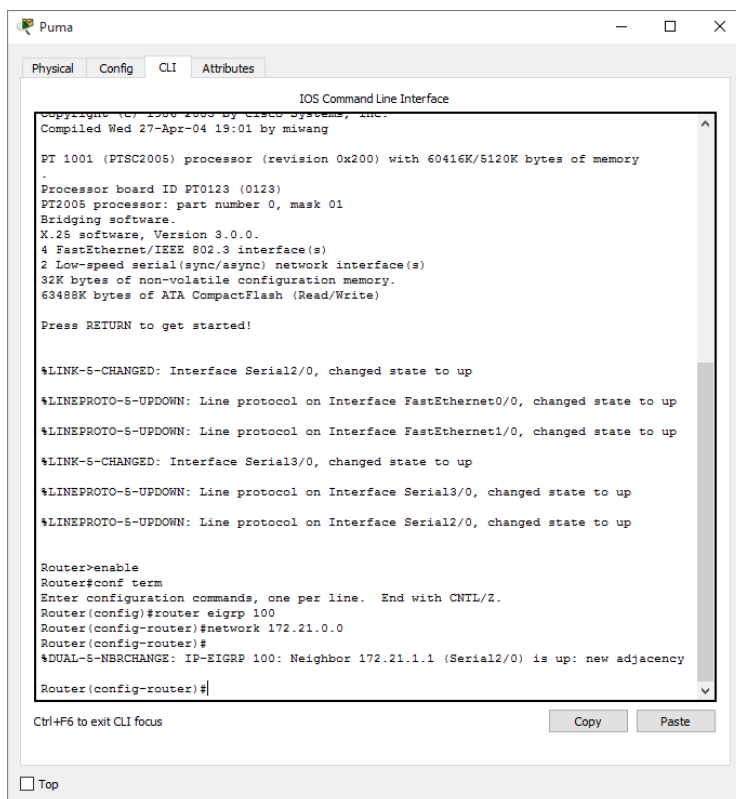 Puma
Physical Config CLI Attributes
IOS Command Line Interface
Copyright (c) 1986-2005 by Cisco Systems, Inc.
Compiled Wed 27-Apr-04 19:01 by miwang
PT 1001 (PTSC2005) processor (revision 0x200) with 60416K/5120K bytes of memory
.
Processor board ID PT0123 (0123)
PT2005 processor: part number 0, mask 01
Bridging software.
X.25 software, Version 3.0.0.
4 FastEthernet/IEEE 802.3 interface(s)
2 Low-speed serial(sync/async) network interface(s)
32K bytes of non-volatile configuration memory.
63488K bytes of ATA CompactFlash (Read/Write)
Press RETURN to get started!
%LINK-5-CHANGED: Interface Serial2/0, changed state to up
%LINEPROTO-5-UPDOWN: Line protocol on Interface FastEthernet0/0, changed state to up
%LINEPROTO-5-UPDOWN: Line protocol on Interface FastEthernet1/0, changed state to up
%LINK-5-CHANGED: Interface Serial3/0, changed state to up
%LINEPROTO-5-UPDOWN: Line protocol on Interface Serial3/0, changed state to up
%LINEPROTO-5-UPDOWN: Line protocol on Interface Serial2/0, changed state to up
Router>enable
Router#conf term
Enter configuration commands, one per line. End with CNTL/Z.
Router(config)#router eigrp 100
Router(config-router)#network 172.21.0.0
Router(config-router)#
%DUAL-5-NBRCHANGE: IP-EIGRP 100: Neighbor 172.21.1.1 (Serial2/0) is up: new adjacency
Router(config-router)#
Ctrl+F6 to exit CLI focus
Copy Paste
Top